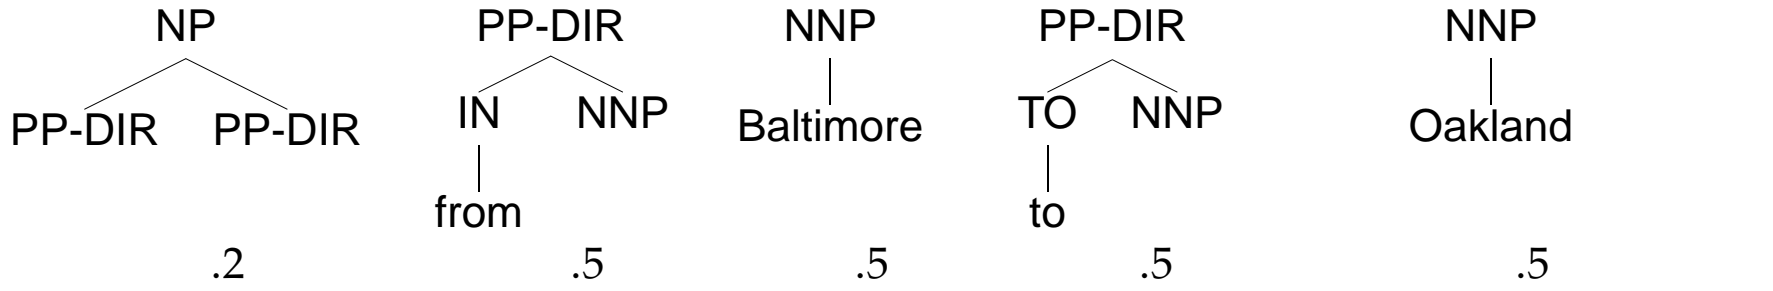 NP PP-DIR NNP PP-DIR NNP
PP-DIR PP-DIR IN NNP Baltimore TO NNP Oakland
from to
.2 .5 .5 .5 .5